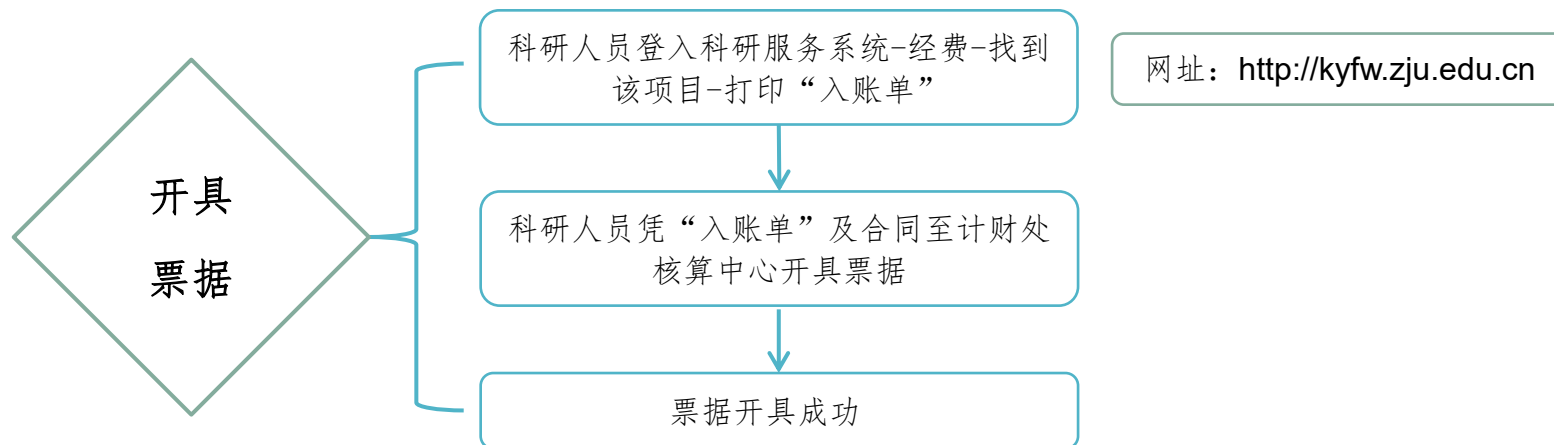 开具
票据
科研人员登入科研服务系统-经费-找到
该项目-打印“入账单”
网址：http://kyfw.zju.edu.cn
科研人员凭“入账单”及合同至计财处
核算中心开具票据
票据开具成功